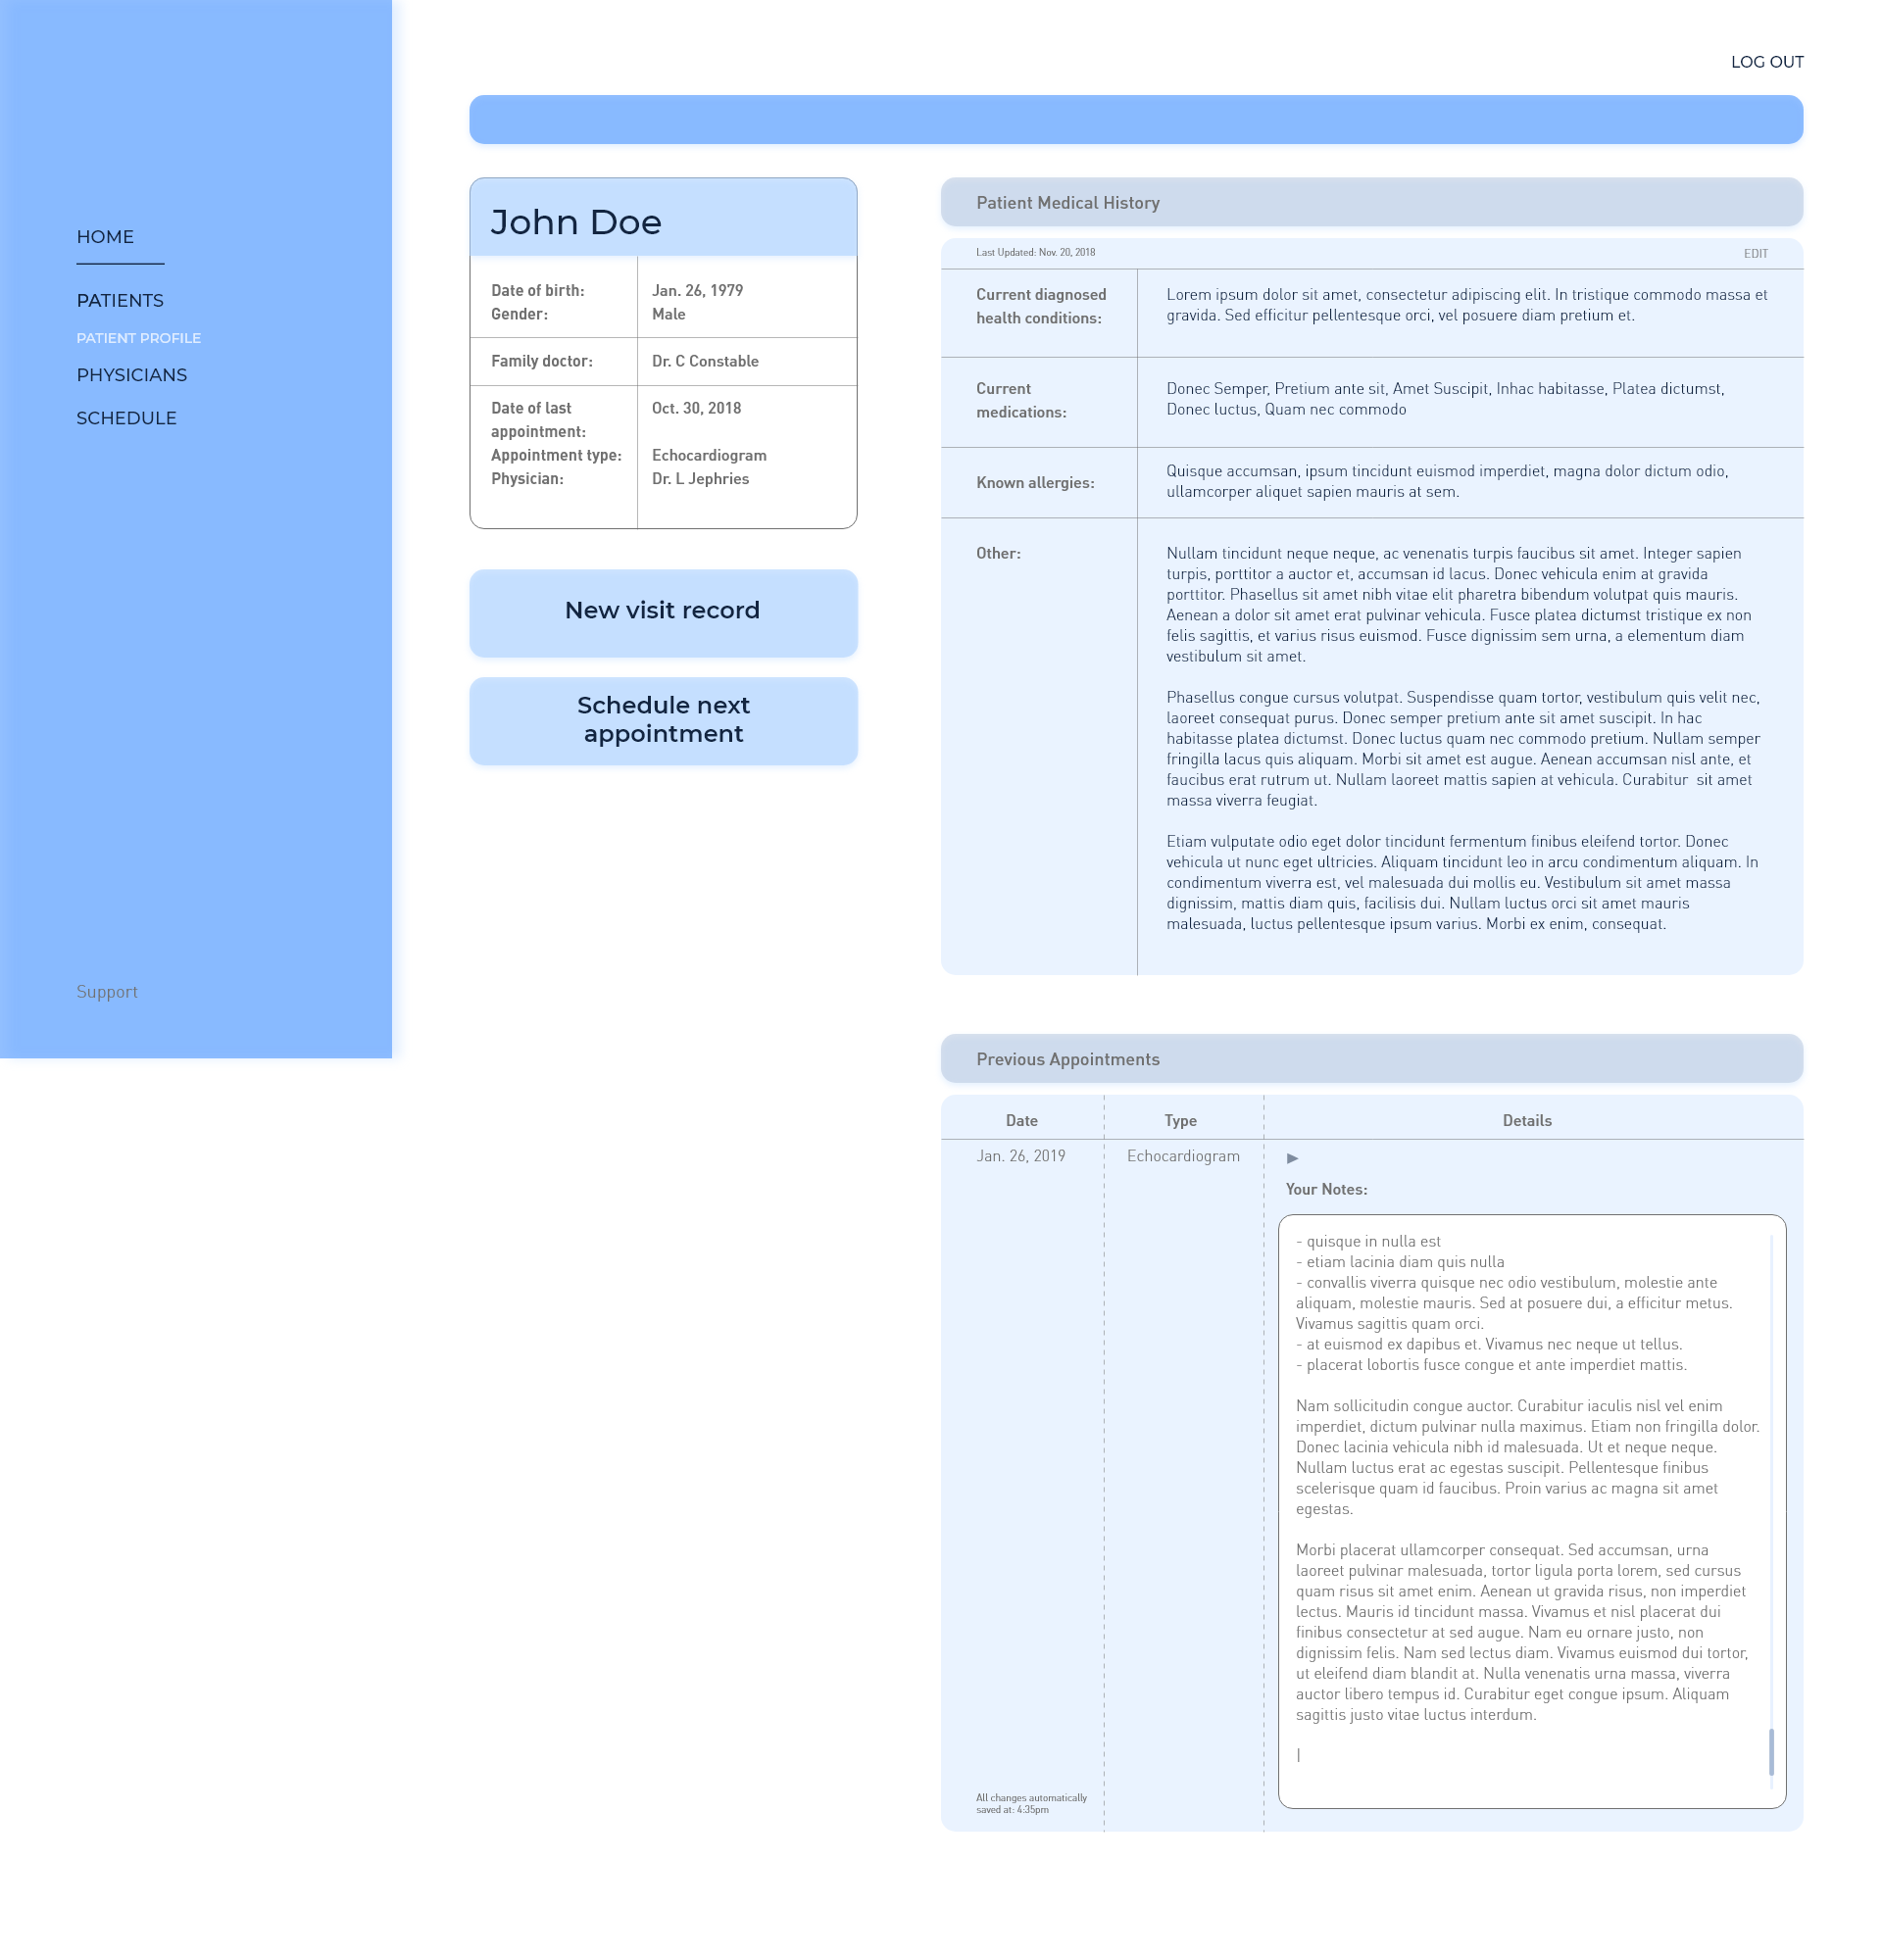 LOG OUT
HOME
PATIENTS
PATIENT PROFILE
PHYSICIANS
SCHEDULE
Support
John Doe
Date of birth: Jan. 26, 1979
Gender: Male
Family doctor: Dr. C Constable
Date of last Oct. 30, 2018
appointment:
Appointment type: Echocardiogram
Physician: Dr. L Jephries
New visit record
Schedule next
appointment
Patient Medical History
Last Updated: Nov. 20, 2018 EDIT
Current diagnosed
health conditions:
Lorem ipsum dolor sit amet, consectetur adipiscing elit. In tristique commodo massa et
gravida. Sed efficitur pellentesque orci, vel posuere diam pretium et.
Current
medications:
Donec Semper, Pretium ante sit, Amet Suscipit, Inhac habitasse, Platea dictumst,
Donec luctus, Quam nec commodo
Known allergies:
Quisque accumsan, ipsum tincidunt euismod imperdiet, magna dolor dictum odio,
ullamcorper aliquet sapien mauris at sem.
Other:
Nullam tincidunt neque neque, ac venenatis turpis faucibus sit amet. Integer sapien
turpis, porttitor a auctor et, accumsan id lacus. Donec vehicula enim at gravida
porttitor. Phasellus sit amet nibh vitae elit pharetra bibendum volutpat quis mauris.
Aenean a dolor sit amet erat pulvinar vehicula. Fusce platea dictumst tristique ex non
felis sagittis, et varius risus euismod. Fusce dignissim sem urna, a elementum diam
vestibulum sit amet.
Phasellus congue cursus volutpat. Suspendisse quam tortor, vestibulum quis velit nec,
laoreet consequat purus. Donec semper pretium ante sit amet suscipit. In hac
habitasse platea dictumst. Donec luctus quam nec commodo pretium. Nullam semper
fringilla lacus quis aliquam. Morbi sit amet est augue. Aenean accumsan nisl ante, et
faucibus erat rutrum ut. Nullam laoreet mattis sapien at vehicula. Curabitur  sit amet
massa viverra feugiat.
Etiam vulputate odio eget dolor tincidunt fermentum finibus eleifend tortor. Donec
vehicula ut nunc eget ultricies. Aliquam tincidunt leo in arcu condimentum aliquam. In
condimentum viverra est, vel malesuada dui mollis eu. Vestibulum sit amet massa
dignissim, mattis diam quis, facilisis dui. Nullam luctus orci sit amet mauris
malesuada, luctus pellentesque ipsum varius. Morbi ex enim, consequat.
Previous Appointments
Date Type Details
Jan. 26, 2019 Echocardiogram
Your Notes:
- quisque in nulla est
- etiam lacinia diam quis nulla
- convallis viverra quisque nec odio vestibulum, molestie ante
aliquam, molestie mauris. Sed at posuere dui, a efficitur metus.
Vivamus sagittis quam orci.
- at euismod ex dapibus et. Vivamus nec neque ut tellus.
- placerat lobortis fusce congue et ante imperdiet mattis.
Nam sollicitudin congue auctor. Curabitur iaculis nisl vel enim
imperdiet, dictum pulvinar nulla maximus. Etiam non fringilla dolor.
Donec lacinia vehicula nibh id malesuada. Ut et neque neque.
Nullam luctus erat ac egestas suscipit. Pellentesque finibus
scelerisque quam id faucibus. Proin varius ac magna sit amet
egestas.
Morbi placerat ullamcorper consequat. Sed accumsan, urna
laoreet pulvinar malesuada, tortor ligula porta lorem, sed cursus
quam risus sit amet enim. Aenean ut gravida risus, non imperdiet
lectus. Mauris id tincidunt massa. Vivamus et nisl placerat dui
finibus consectetur at sed augue. Nam eu ornare justo, non
dignissim felis. Nam sed lectus diam. Vivamus euismod dui tortor,
ut eleifend diam blandit at. Nulla venenatis urna massa, viverra
auctor libero tempus id. Curabitur eget congue ipsum. Aliquam
sagittis justo vitae luctus interdum.
All changes automatically
saved at: 4:35pm